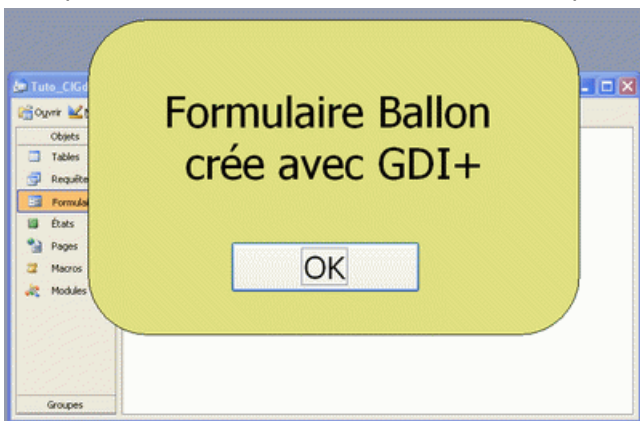 Tuto_ClGd
Ouvrir
Objets
Tables
Requête
Formula
États
Pages
Macros
Modules
Groupes
Formulaire Ballon
crée avec GDI+
OK